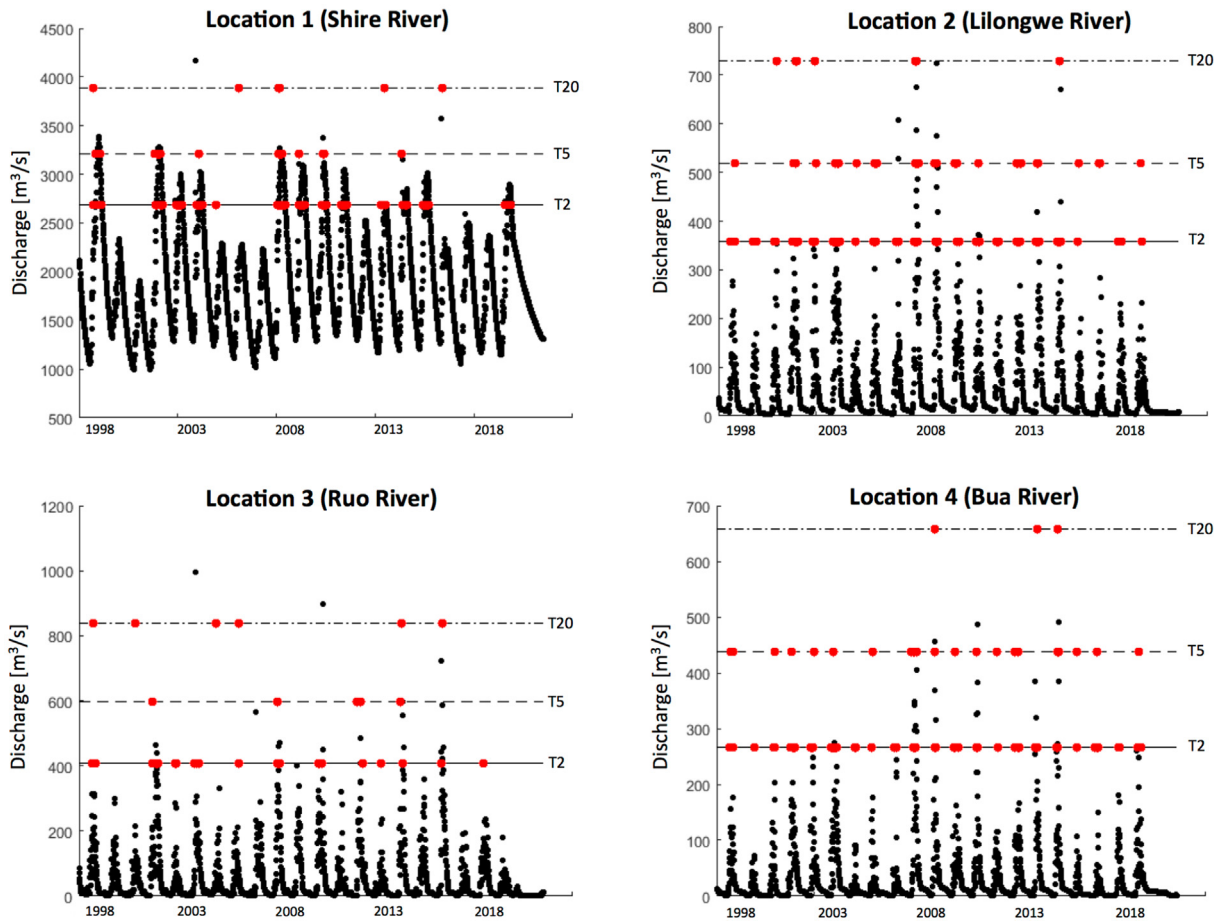 Location 1 (Shire River)
4500
4000
3500
3000
2500
2000
1500
1000
500
Discharge [m³/s]
T20
T5
T2
1998 2003 2008 2013 2018
Location 2 (Lilongwe River)
800
700
600
500
400
300
200
100
0
Discharge [m³/s]
T20
T5
T2
1998 2003 2008 2013 2018
Location 3 (Ruo River)
1200
1000
800
600
400
200
0
Discharge [m³/s]
T20
T5
T2
1998 2003 2008 2013 2018
Location 4 (Bua River)
700
600
500
400
300
200
100
0
Discharge [m³/s]
T20
T5
T2
1998 2003 2008 2013 2018